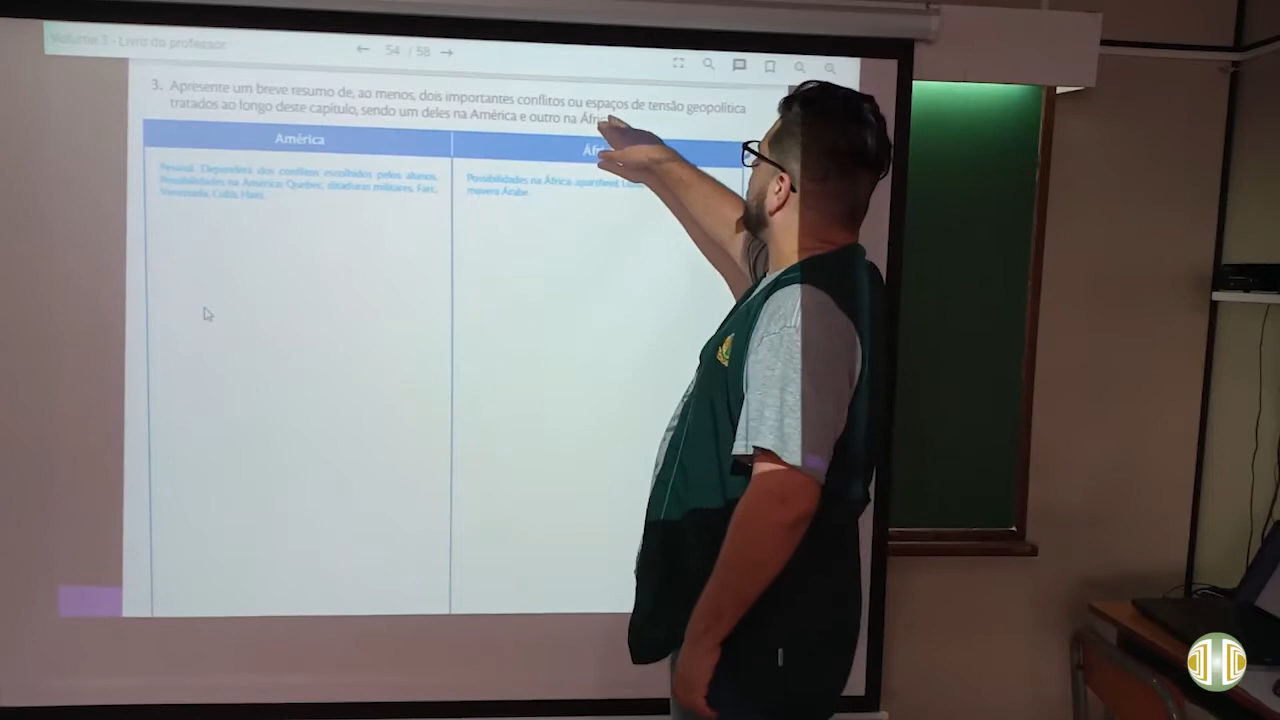 Volume 3 - Livro do professor
54 / 58
3. Apresente um breve resumo de, ao menos, dois importantes conflitos ou espaços de tensão geopolítica
tratados ao longo deste capítulo, sendo um deles na América e outro na Áfri
América
Áf
Pessoal. Dependerá dos conflitos escolhidos pelos alunos.
Possibilidades na América: Quebec, ditaduras militares, Farc,
Venezuela, Cuba, Haiti.
Possibilidades na África: apartheid,
mavera Árabe.